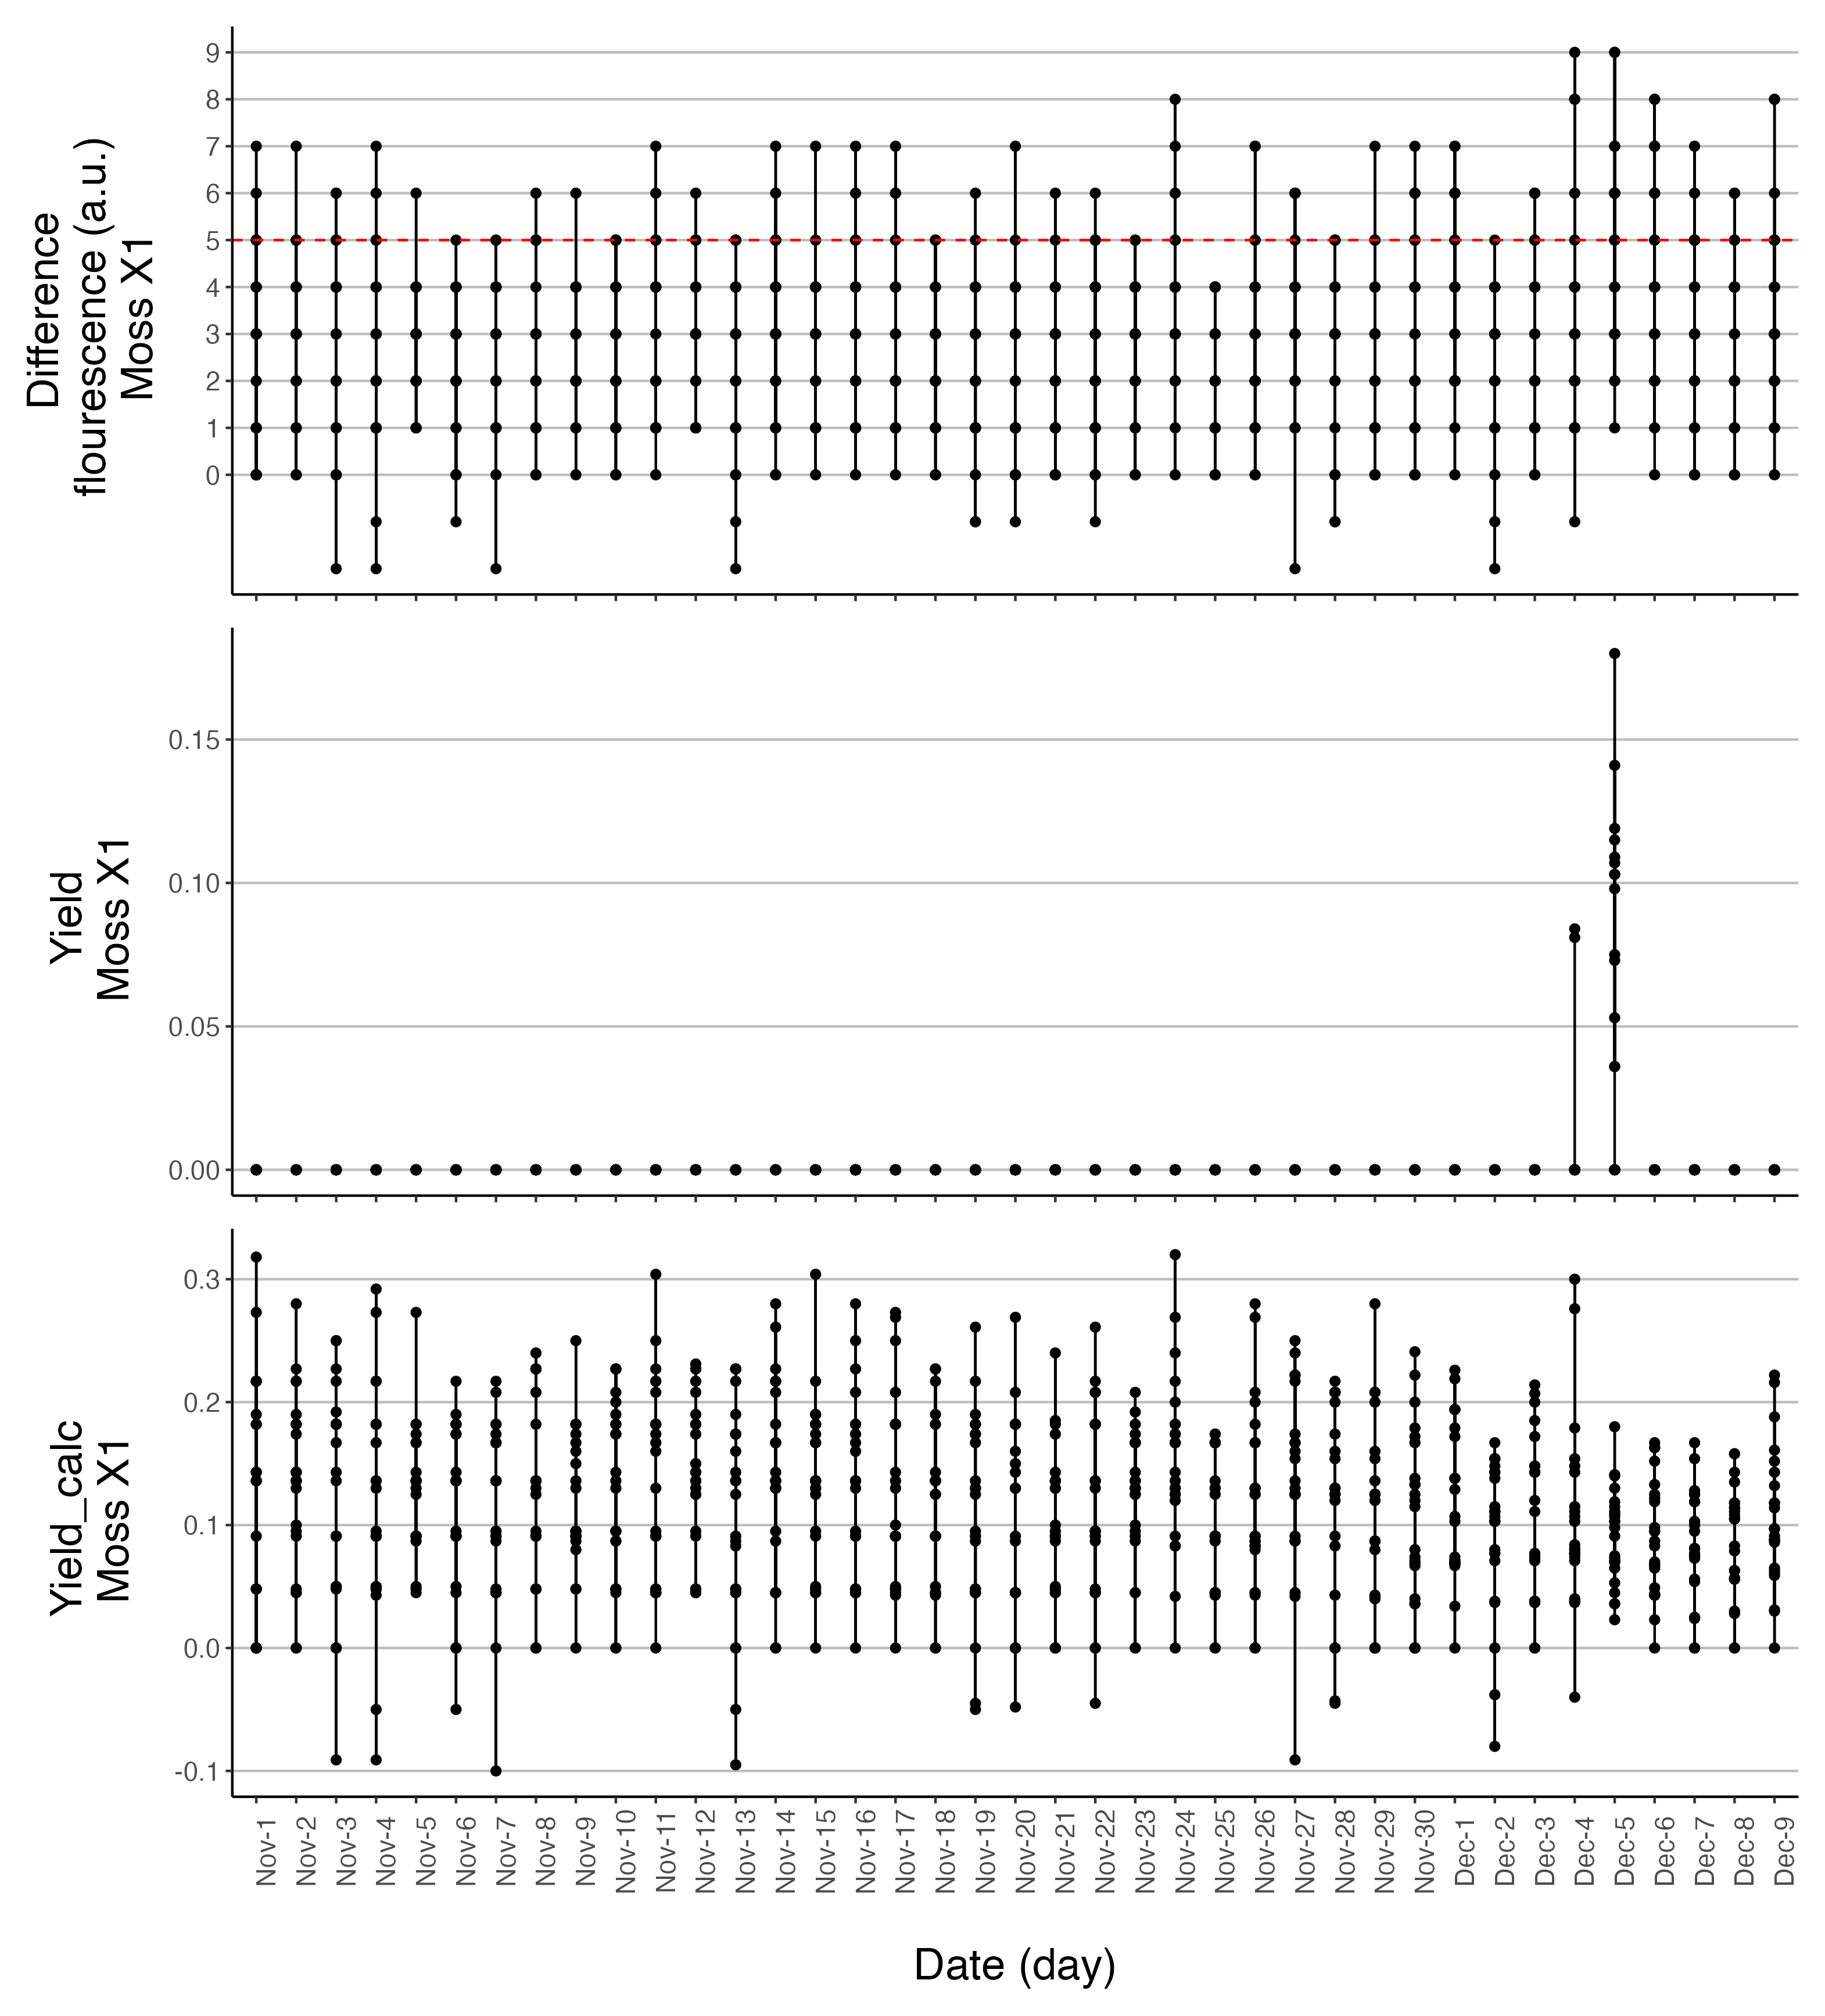 Difference
flourescence (a.u.)
Moss X1
9
8
7
6
5
4
3
2
1
0
Yield
Moss X1
0.15
0.10
0.05
0.00
Yield_calc
Moss X1
0.3
0.2
0.1
0.0
-0.1
Nov-1
Nov-2
Nov-3
Nov-4
Nov-5
Nov-6
Nov-7
Nov-8
Nov-9
Nov-10
Nov-11
Nov-12
Nov-13
Nov-14
Nov-15
Nov-16
Nov-17
Nov-18
Nov-19
Nov-20
Nov-21
Nov-22
Nov-23
Nov-24
Nov-25
Nov-26
Nov-27
Nov-28
Nov-29
Nov-30
Dec-1
Dec-2
Dec-3
Dec-4
Dec-5
Dec-6
Dec-7
Dec-8
Dec-9
Date (day)